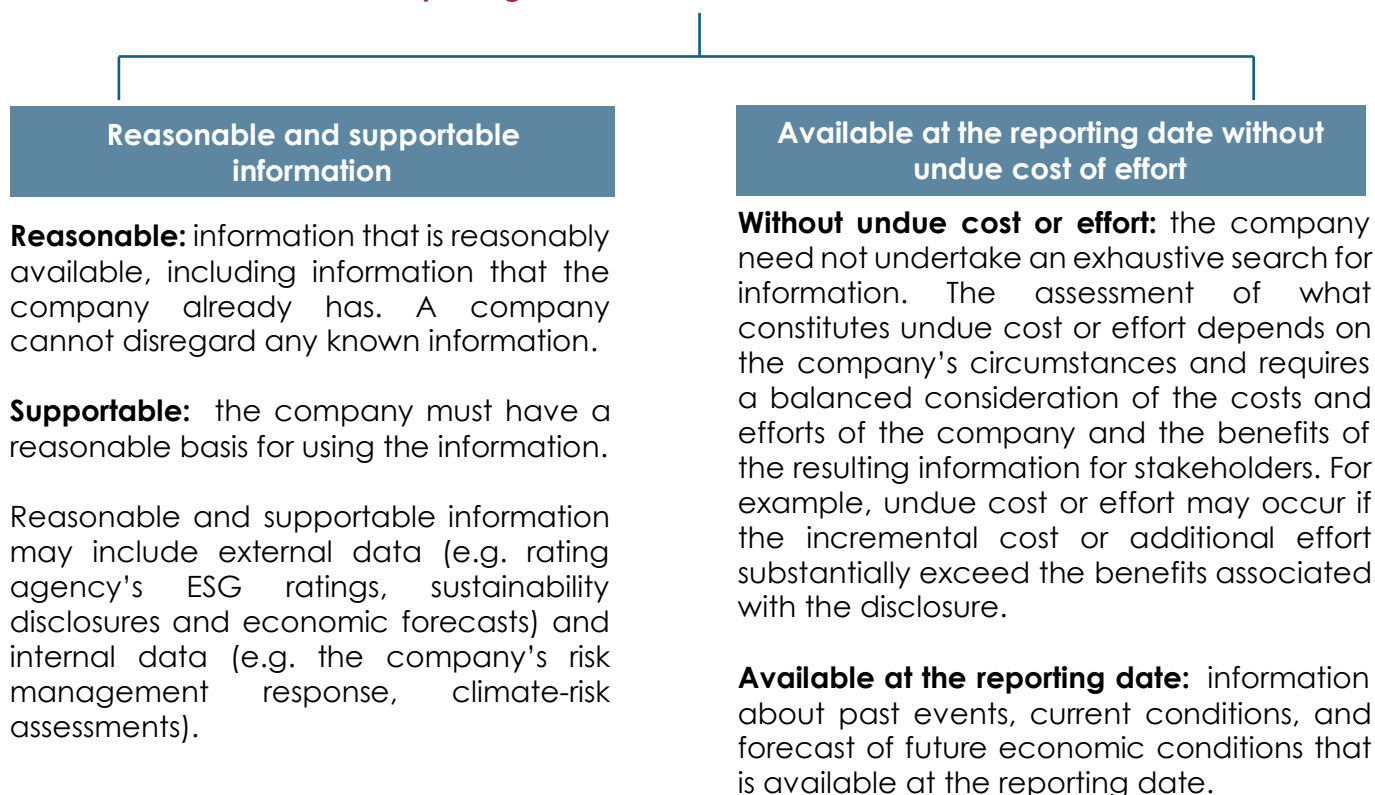 Reasonable and supportable
information
Reasonable: information that is reasonably
available, including information that the
company already has. A company
cannot disregard any known information.
Supportable: the company must have a
reasonable basis for using the information.
Reasonable and supportable information
may include external data (e.g. rating
agency's ESG ratings, sustainability
disclosures and economic forecasts) and
internal data (e.g. the company's risk
management response, climate-risk
assessments).
Available at the reporting date without
undue cost of effort
Without undue cost or effort: the company
need not undertake an exhaustive search for
information. The assessment of what
constitutes undue cost or effort depends on
the company's circumstances and requires
a balanced consideration of the costs and
efforts of the company and the benefits of
the resulting information for stakeholders. For
example, undue cost or effort may occur if
the incremental cost or additional effort
substantially exceed the benefits associated
with the disclosure.
Available at the reporting date: information
about past events, current conditions, and
forecast of future economic conditions that
is available at the reporting date.